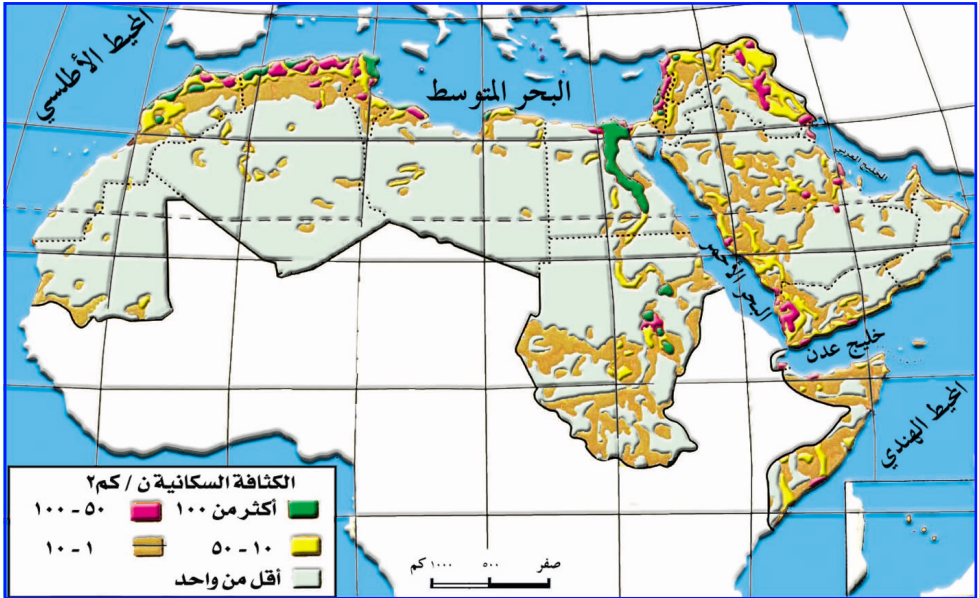 المحيط الأطلسي
البحر المتوسط
الخليج العربي
البحر الأحمر
خليج عدن
المحيط الهندي
الكثافة السكانية ن / كم٢
أكثر من ١٠٠
٥٠ - ١٠٠
١٠ - ٥٠
١ - ١٠
أقل من واحد
صفر ٥٠٠ ١٠٠٠ كم